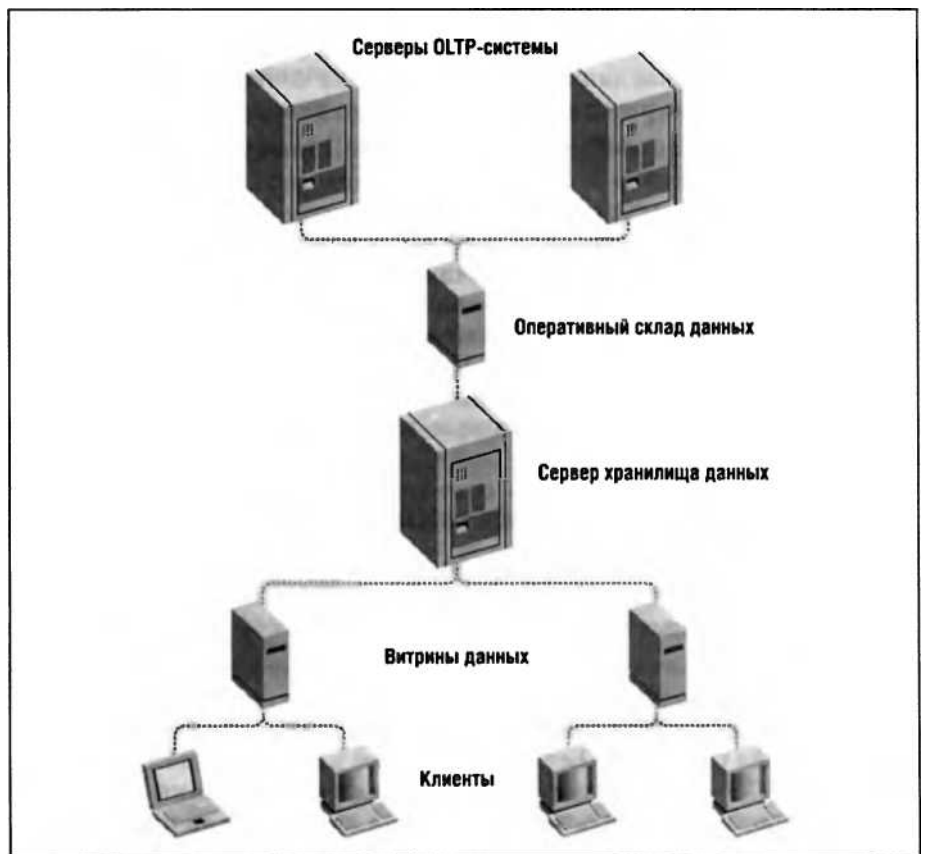 Серверы OLTP-системы
Оперативный склад данных
Сервер хранилища данных
Витрины данных
Клиенты